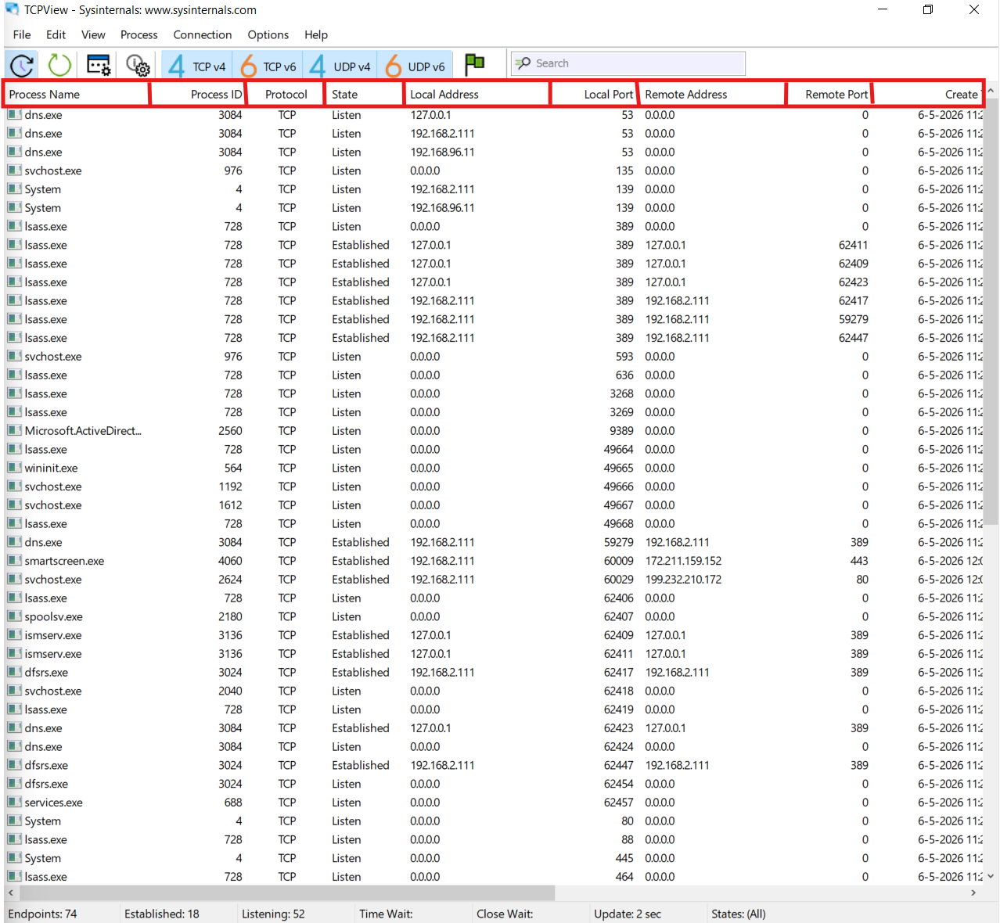 TCPView - Sysinternals: www.sysinternals.com
File Edit View Process Connection Options Help
4 TCP v4 6 TCP v6 4 UDP v4 6 UDP v6 Search
Process Name Process ID Protocol State Local Address Local Port Remote Address Remote Port Create
dns.exe 3084 TCP Listen 127.0.0.1 53 0.0.0.0 0 6-5-2026 11:2
dns.exe 3084 TCP Listen 192.168.2.111 53 0.0.0.0 0 6-5-2026 11:2
dns.exe 3084 TCP Listen 192.168.96.11 53 0.0.0.0 0 6-5-2026 11:2
svchost.exe 976 TCP Listen 0.0.0.0 135 0.0.0.0 0 6-5-2026 11:2
System 4 TCP Listen 192.168.2.111 139 0.0.0.0 0 6-5-2026 11:2
System 4 TCP Listen 192.168.96.11 139 0.0.0.0 0 6-5-2026 11:2
lsass.exe 728 TCP Listen 0.0.0.0 389 0.0.0.0 0 6-5-2026 11:2
lsass.exe 728 TCP Established 127.0.0.1 389 127.0.0.1 62411 6-5-2026 11:2
lsass.exe 728 TCP Established 127.0.0.1 389 127.0.0.1 62409 6-5-2026 11:2
lsass.exe 728 TCP Established 127.0.0.1 389 127.0.0.1 62423 6-5-2026 11:2
lsass.exe 728 TCP Established 192.168.2.111 389 192.168.2.111 62417 6-5-2026 11:2
lsass.exe 728 TCP Established 192.168.2.111 389 192.168.2.111 59279 6-5-2026 11:2
lsass.exe 728 TCP Established 192.168.2.111 389 192.168.2.111 62447 6-5-2026 11:2
svchost.exe 976 TCP Listen 0.0.0.0 593 0.0.0.0 0 6-5-2026 11:2
lsass.exe 728 TCP Listen 0.0.0.0 636 0.0.0.0 0 6-5-2026 11:2
lsass.exe 728 TCP Listen 0.0.0.0 3268 0.0.0.0 0 6-5-2026 11:2
lsass.exe 728 TCP Listen 0.0.0.0 3269 0.0.0.0 0 6-5-2026 11:2
Microsoft.ActiveDirect... 2560 TCP Listen 0.0.0.0 9389 0.0.0.0 0 6-5-2026 11:2
lsass.exe 728 TCP Listen 0.0.0.0 49664 0.0.0.0 0 6-5-2026 11:2
wininit.exe 564 TCP Listen 0.0.0.0 49665 0.0.0.0 0 6-5-2026 11:2
svchost.exe 1192 TCP Listen 0.0.0.0 49666 0.0.0.0 0 6-5-2026 11:2
svchost.exe 1612 TCP Listen 0.0.0.0 49667 0.0.0.0 0 6-5-2026 11:2
lsass.exe 728 TCP Listen 0.0.0.0 49668 0.0.0.0 0 6-5-2026 11:2
dns.exe 3084 TCP Established 192.168.2.111 59279 192.168.2.111 389 6-5-2026 11:2
smartscreen.exe 4060 TCP Established 192.168.2.111 60009 172.211.159.152 443 6-5-2026 12:0
svchost.exe 2624 TCP Established 192.168.2.111 60029 199.232.210.172 80 6-5-2026 12:0
lsass.exe 728 TCP Listen 0.0.0.0 62406 0.0.0.0 0 6-5-2026 11:2
spoolsv.exe 2180 TCP Listen 0.0.0.0 62407 0.0.0.0 0 6-5-2026 11:2
ismserv.exe 3136 TCP Established 127.0.0.1 62409 127.0.0.1 389 6-5-2026 11:2
ismserv.exe 3136 TCP Established 127.0.0.1 62411 127.0.0.1 389 6-5-2026 11:2
dfsrs.exe 3024 TCP Established 192.168.2.111 62417 192.168.2.111 389 6-5-2026 11:2
svchost.exe 2040 TCP Listen 0.0.0.0 62418 0.0.0.0 0 6-5-2026 11:2
lsass.exe 728 TCP Listen 0.0.0.0 62419 0.0.0.0 0 6-5-2026 11:2
dns.exe 3084 TCP Established 127.0.0.1 62423 127.0.0.1 389 6-5-2026 11:2
dns.exe 3084 TCP Listen 0.0.0.0 62424 0.0.0.0 0 6-5-2026 11:2
dfsrs.exe 3024 TCP Established 192.168.2.111 62447 192.168.2.111 389 6-5-2026 11:2
dfsrs.exe 3024 TCP Listen 0.0.0.0 62454 0.0.0.0 0 6-5-2026 11:2
services.exe 688 TCP Listen 0.0.0.0 62457 0.0.0.0 0 6-5-2026 11:2
System 4 TCP Listen 0.0.0.0 80 0.0.0.0 0 6-5-2026 11:2
lsass.exe 728 TCP Listen 0.0.0.0 88 0.0.0.0 0 6-5-2026 11:2
System 4 TCP Listen 0.0.0.0 445 0.0.0.0 0 6-5-2026 11:2
lsass.exe 728 TCP Listen 0.0.0.0 464 0.0.0.0 0 6-5-2026 11:2
Endpoints: 74 Established: 18 Listening: 52 Time Wait: Close Wait: Update: 2 sec States: (All)